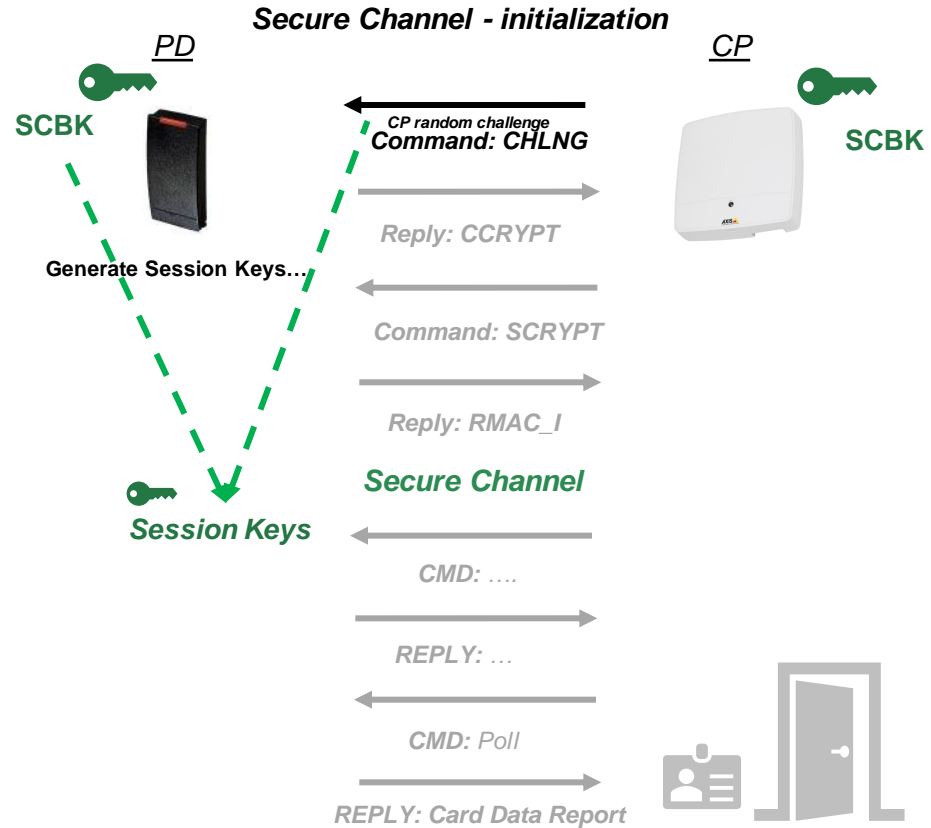 Secure Channel - initialization
PD
CP
SCBK
SCBK
CP random challenge
Command: CHLNG
Reply: CCRYPT
Generate Session Keys…
Command: SCRYPT
Reply: RMAC_I
Secure Channel
Session Keys
CMD: ….
REPLY: …
CMD: Poll
REPLY: Card Data Report
AXIS